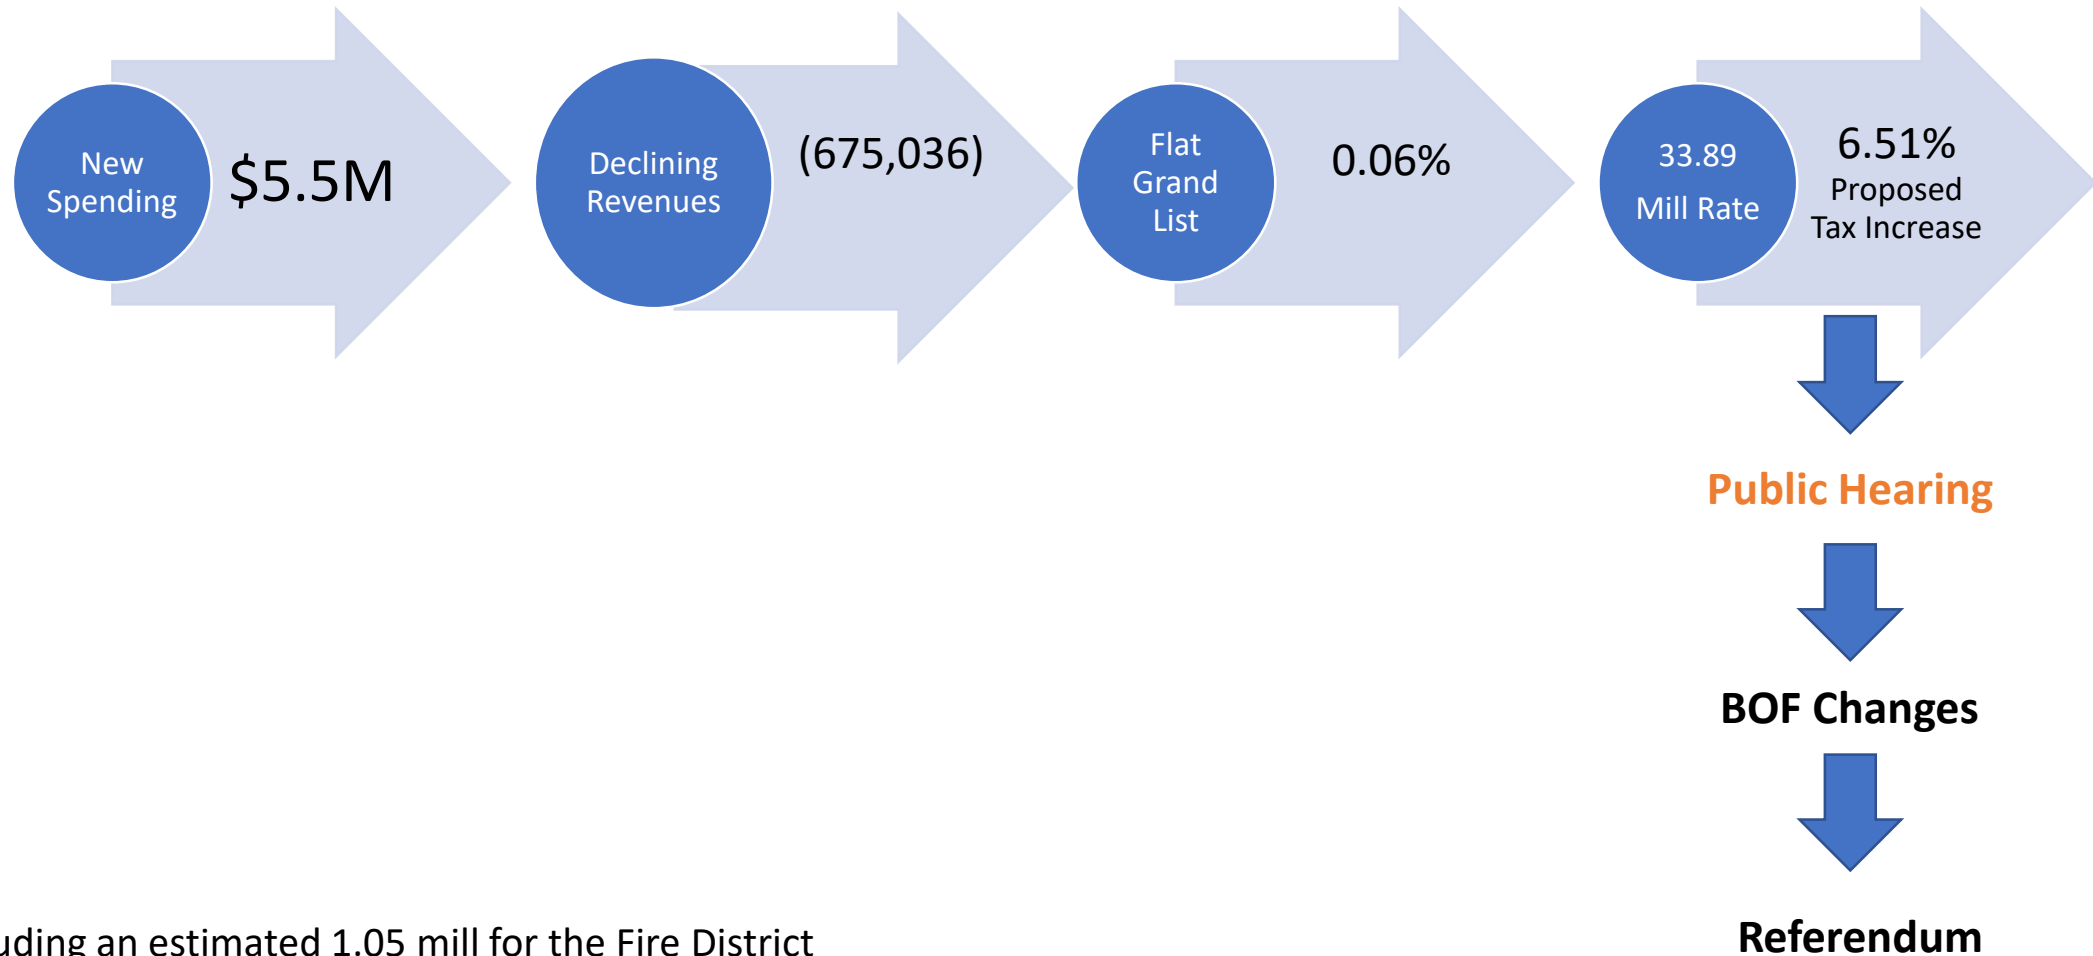 New
Spending
$5.5M
Declining
Revenues
(675,036)
Flat
Grand
List
0.06%
33.89
Mill Rate
6.51%
Proposed
Tax Increase
Public Hearing
BOF Changes
Referendum
an estimated 1.05 mill for the Fire District